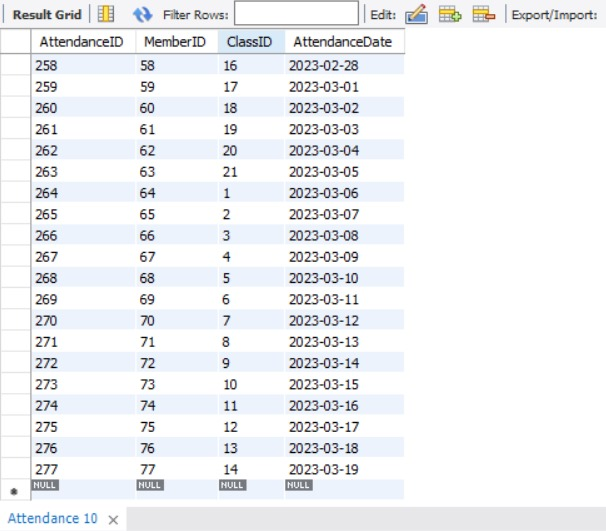 Result Grid Filter Rows: Edit: Export/Import:
AttendanceID MemberID ClassID AttendanceDate
258 58 16 2023-02-28
259 59 17 2023-03-01
260 60 18 2023-03-02
261 61 19 2023-03-03
262 62 20 2023-03-04
263 63 21 2023-03-05
264 64 1 2023-03-06
265 65 2 2023-03-07
266 66 3 2023-03-08
267 67 4 2023-03-09
268 68 5 2023-03-10
269 69 6 2023-03-11
270 70 7 2023-03-12
271 71 8 2023-03-13
272 72 9 2023-03-14
273 73 10 2023-03-15
274 74 11 2023-03-16
275 75 12 2023-03-17
276 76 13 2023-03-18
277 77 14 2023-03-19
NULL NULL NULL NULL
Attendance 10 ×